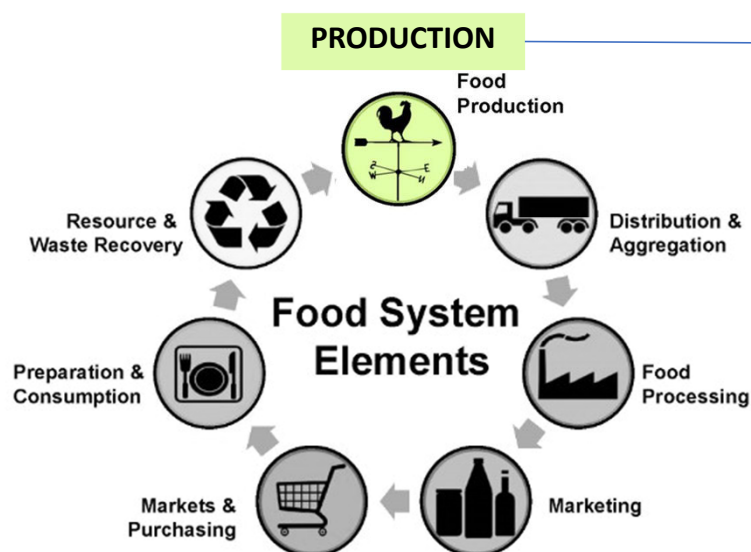 PRODUCTION
Food
Production
Distribution &
Aggregation
Food
Processing
Marketing
Markets &
Purchasing
Preparation &
Consumption
Resource &
Waste Recovery
Food System
Elements
S
E
W
N